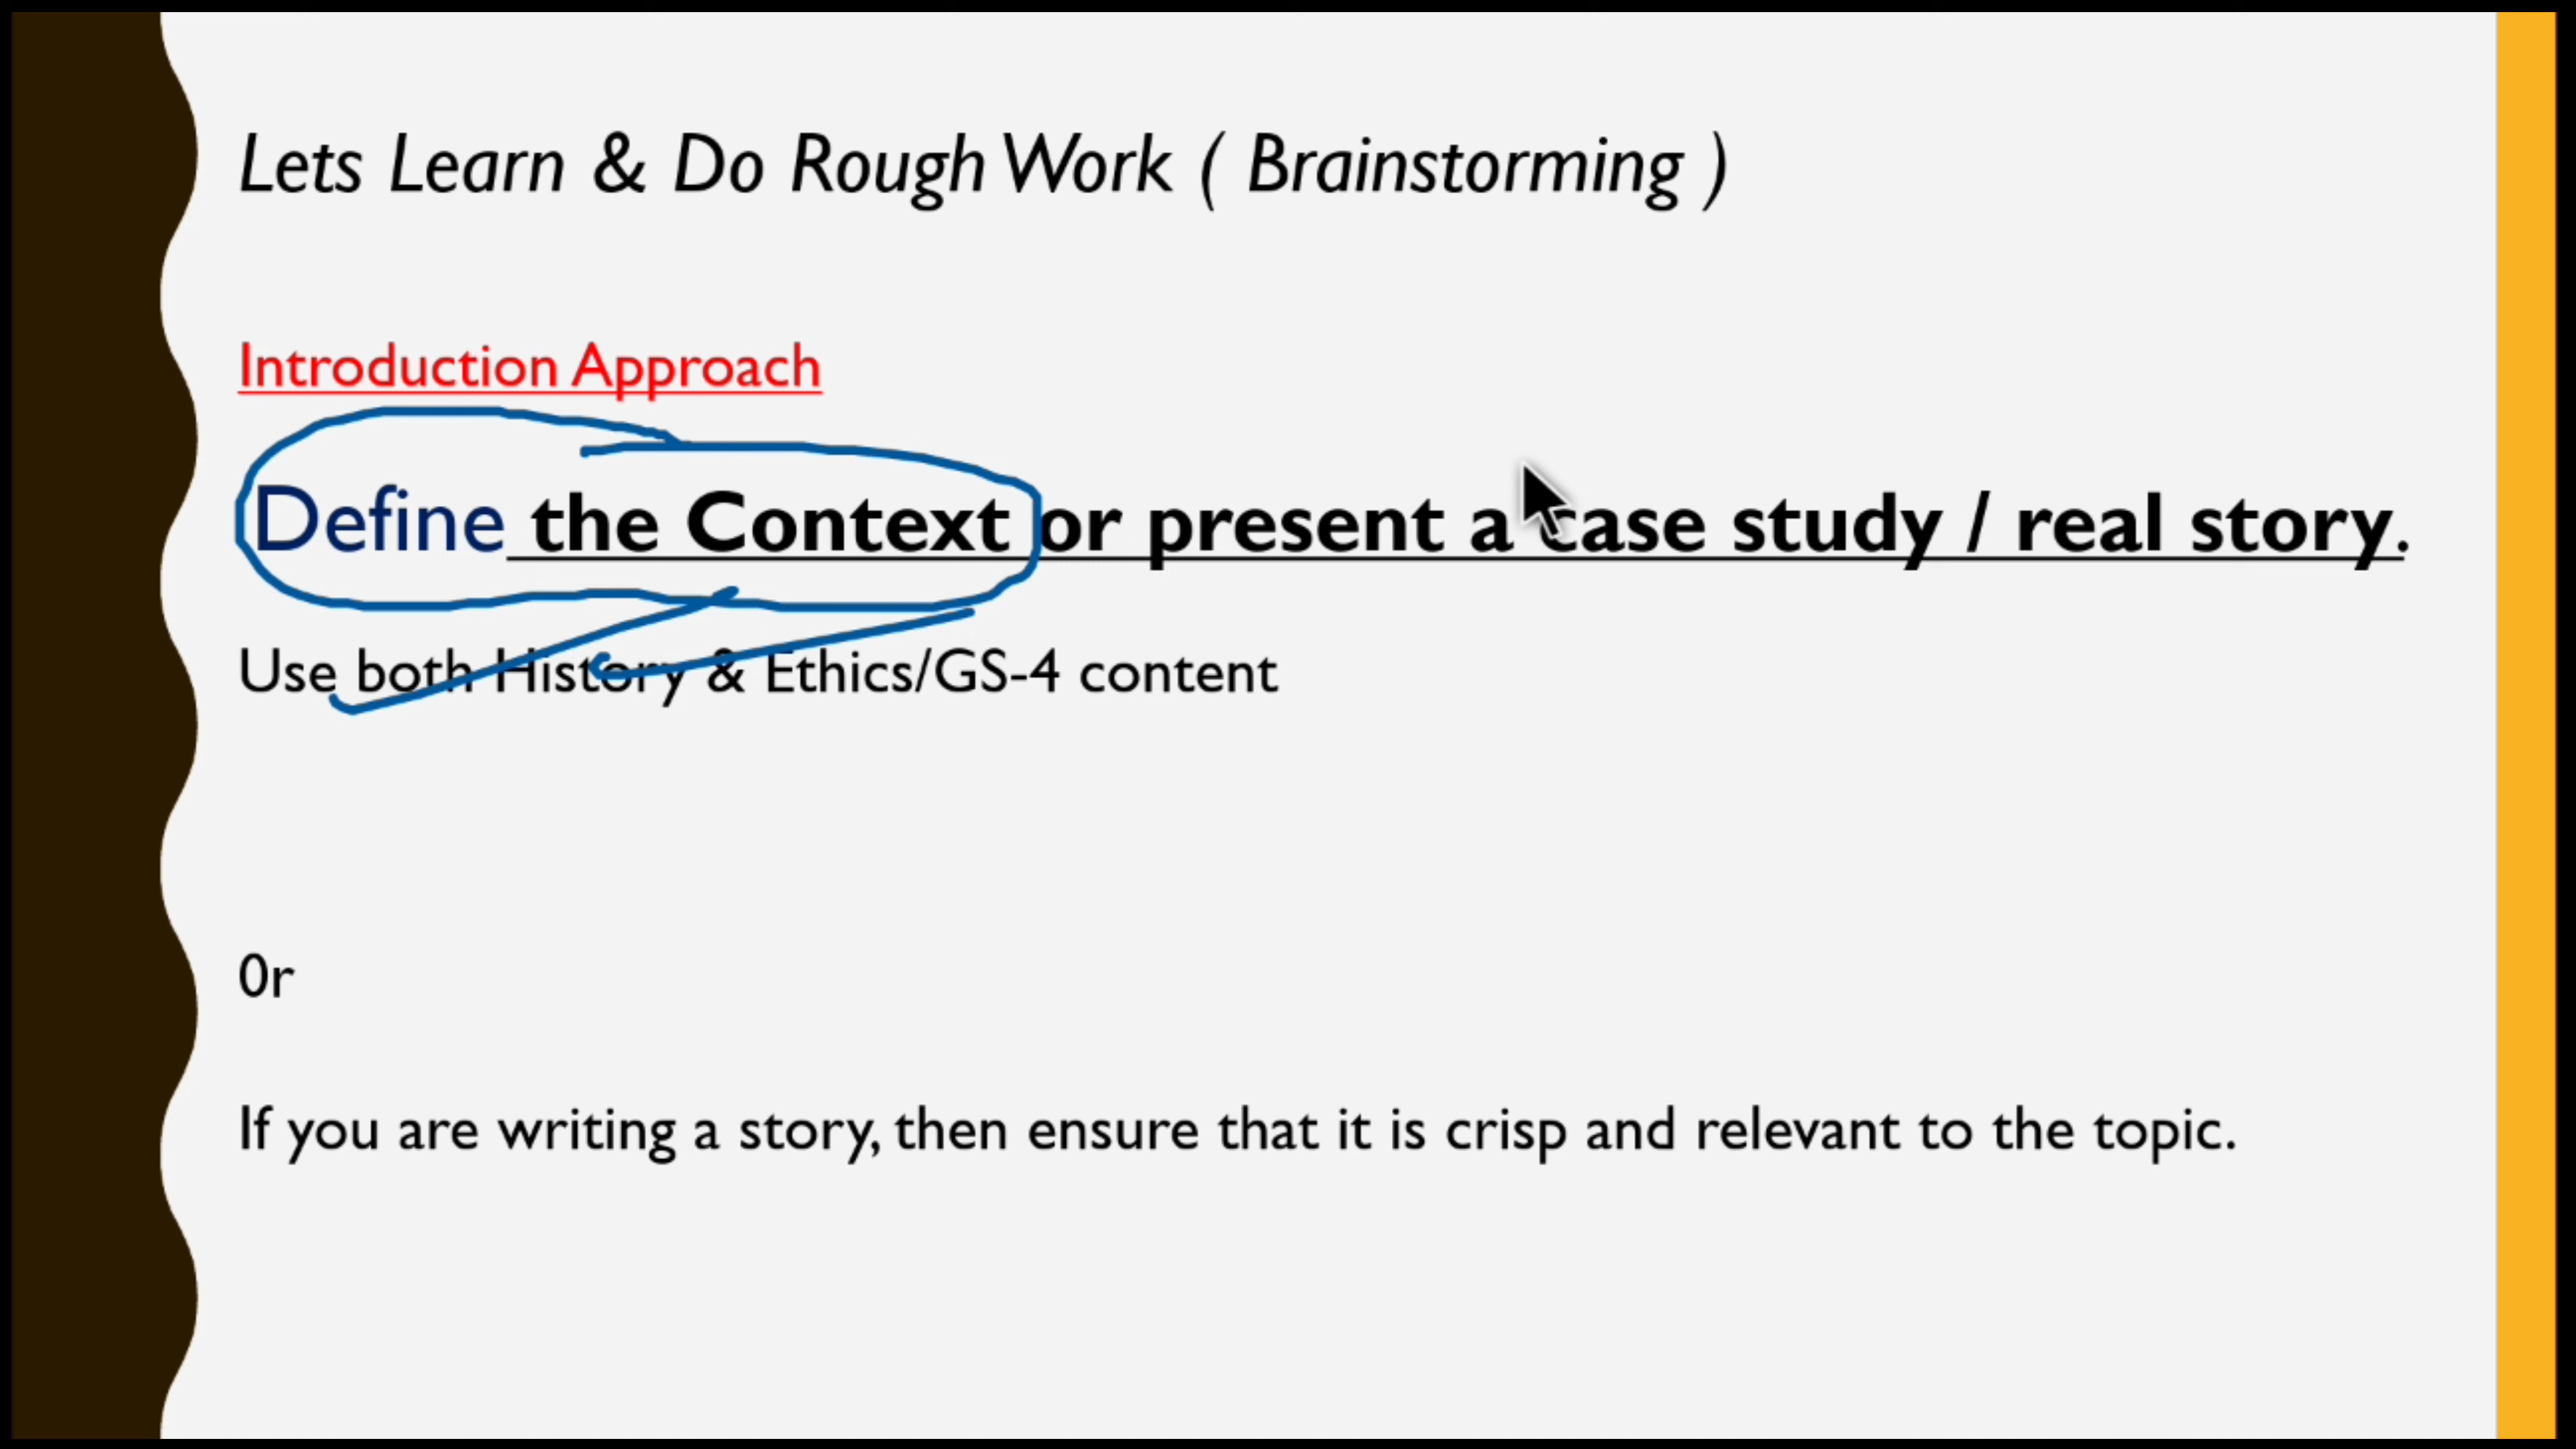 Lets Learn & Do Rough Work ( Brainstorming )
Introduction Approach
Define the Context or present a case study / real story.
Use both History & Ethics/GS-4 content
0r
If you are writing a story, then ensure that it is crisp and relevant to the topic.